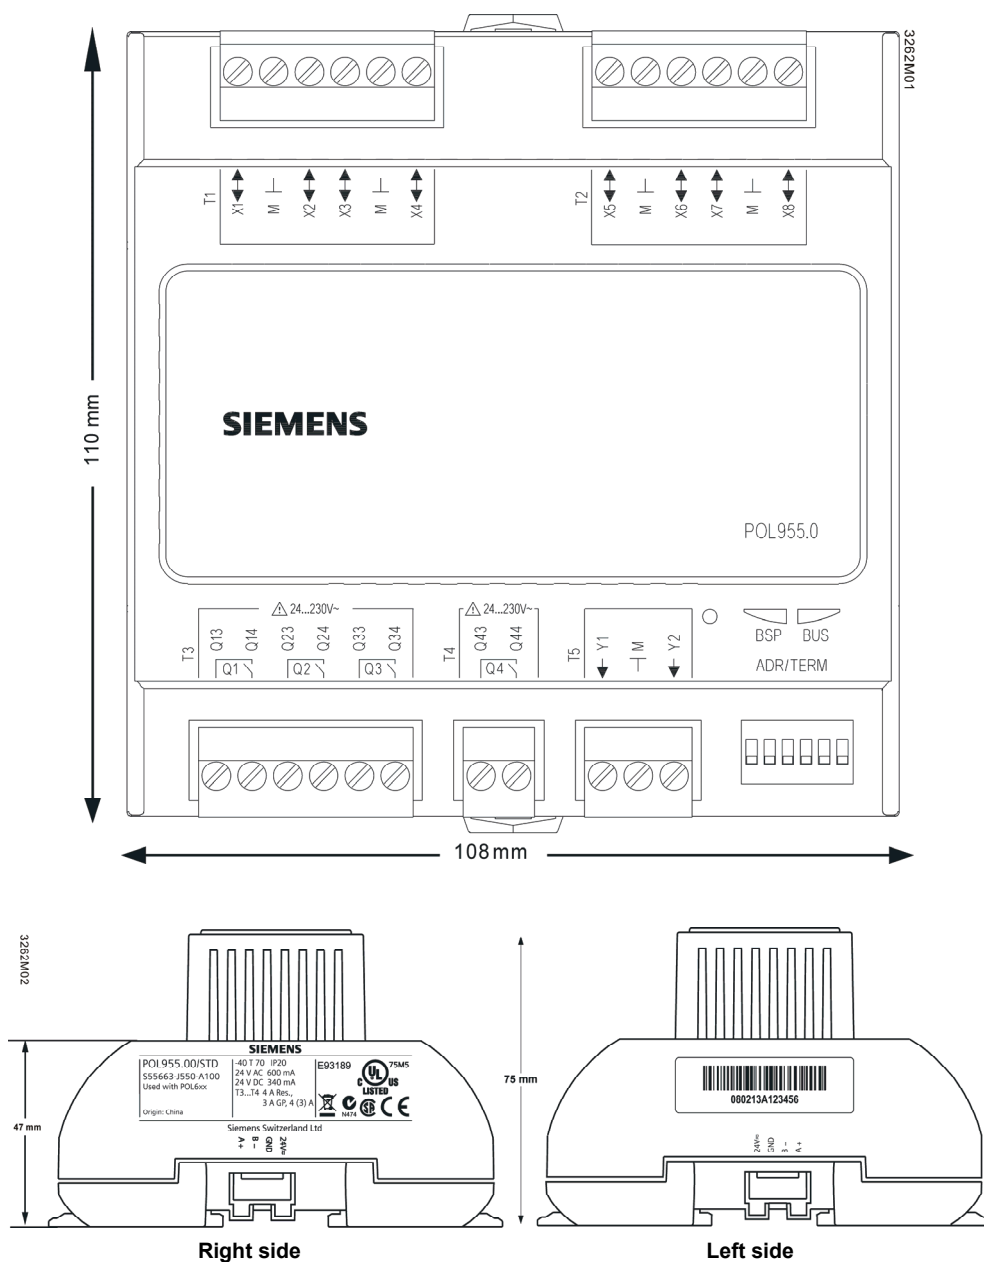 3262M01
T1 X1 M X2 X3 M X4
T2 X5 M X6 X7 M X8
110 mm
SIEMENS
POL955.0
24...230V~
24...230V~
T3 Q13 Q14 Q23 Q24 Q33 Q34
T4 Q43 Q44
T5 Y1 M Y2
BSP BUS
Q1 Q2 Q3 Q4
ADR/TERM
108 mm
3262M02
SIEMENS
POL955.00/STD
S55663-J550-A100
Used with POL6xx
Origin: China
-40 T 70 IP20
24 V AC 600 mA
24 V DC 340 mA
T3...T4 4 A Res.,
3 A GP, 4 (3) A
E93189
75M5
C UL US
LISTED
N474
Siemens Switzerland Ltd
A +
B −
GND
24V≂
47 mm
75 mm
080213A123456
24V≂
GND
B −
A +
Right side
Left side